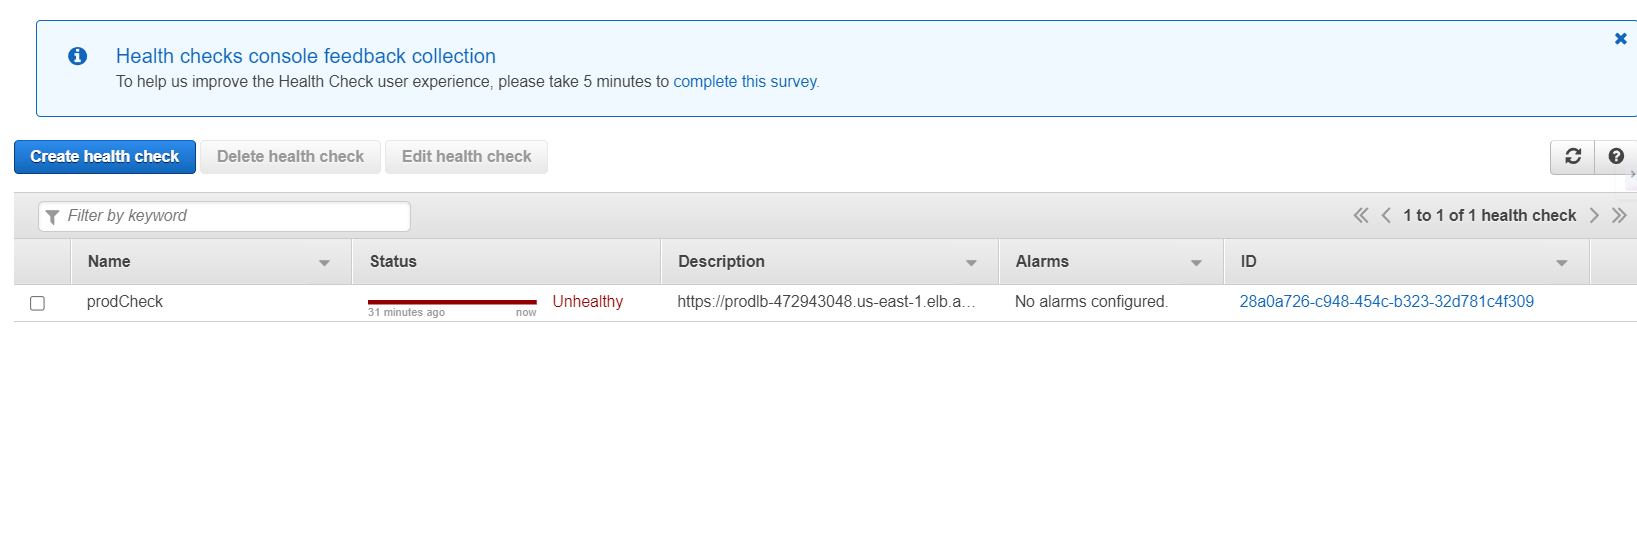 Health checks console feedback collection
To help us improve the Health Check user experience, please take 5 minutes to complete this survey.
Create health check Delete health check Edit health check
Filter by keyword 1 to 1 of 1 health check
Name Status Description Alarms ID
prodCheck Unhealthy https://prodlb-472943048.us-east-1.elb.a... No alarms configured. 28a0a726-c948-454c-b323-32d781c4f309
31 minutes ago now